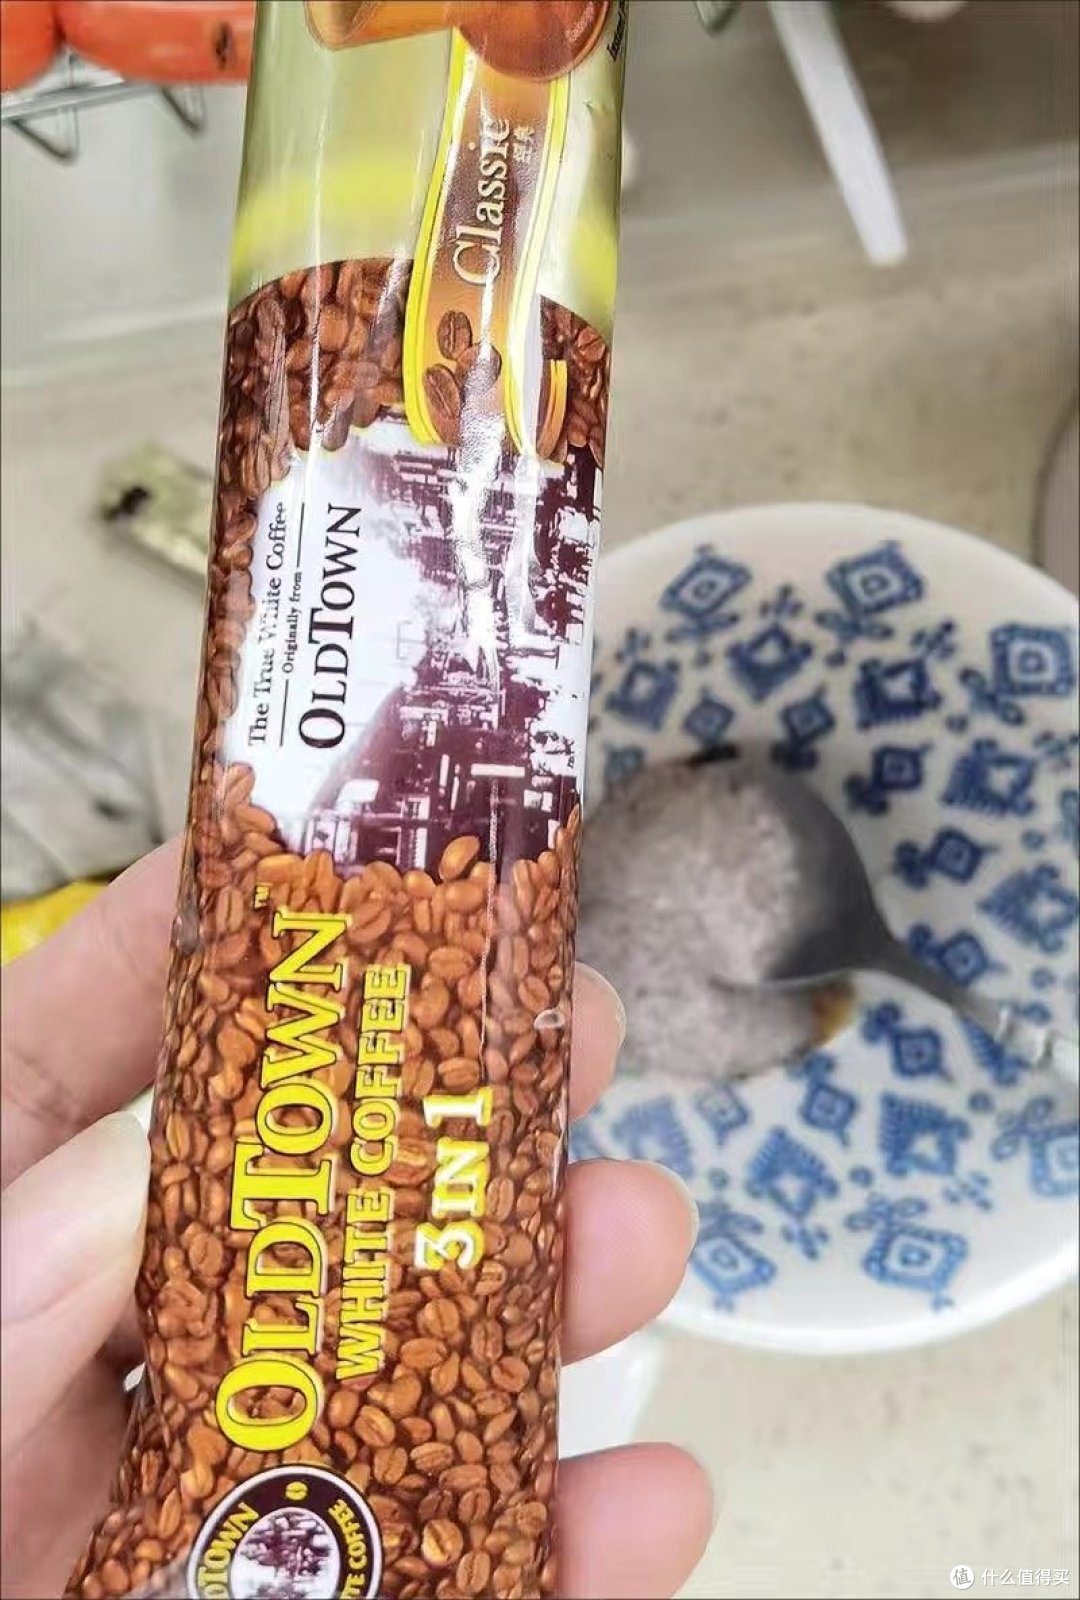 Classic
经典
The True White Coffee
Originally from
OLDTOWN
OLDTOWN™
WHITE COFFEE
3 IN 1
值 什么值得买